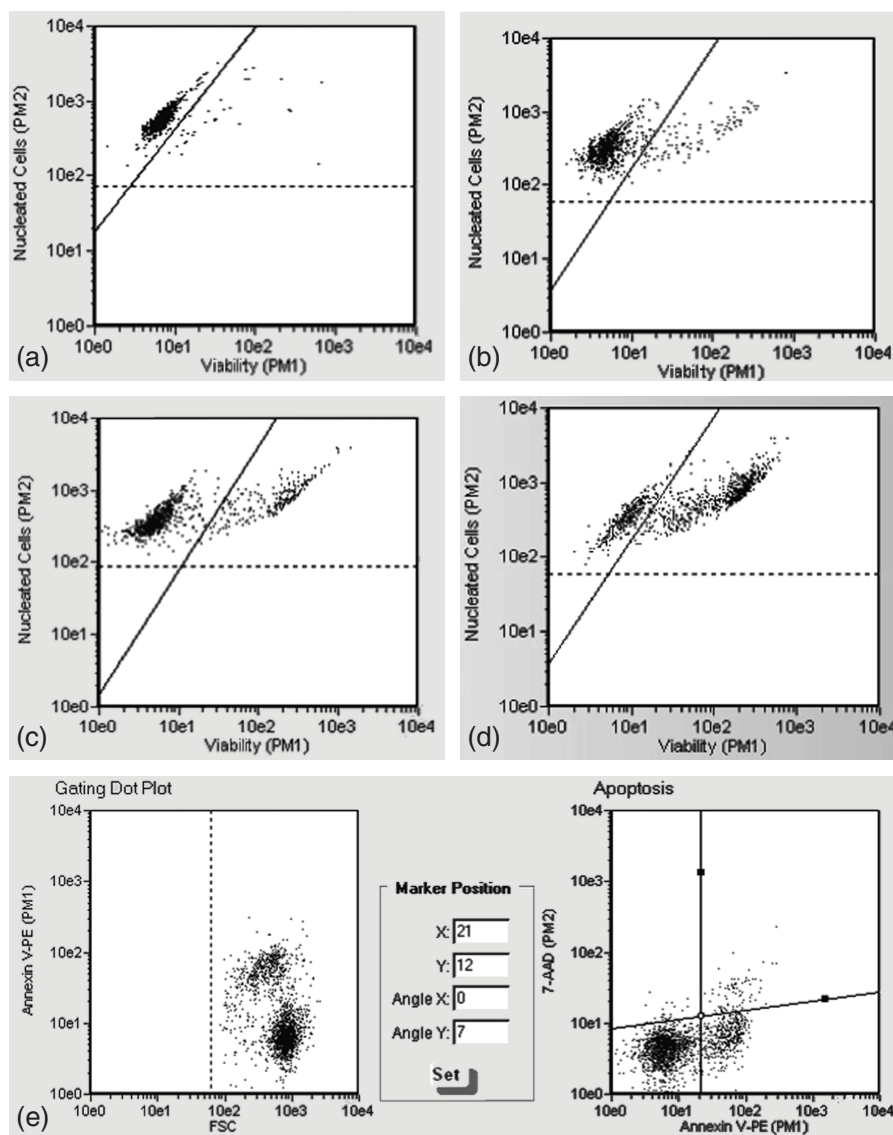 10e4
10e3
10e2
10e1
10e0
Nucleated Cells (PM2)
10e0 10e1 10e2 10e3 10e4
Viability (PM1)
(a)
10e4
10e3
10e2
10e1
10e0
Nucleated Cells (PM2)
10e0 10e1 10e2 10e3 10e4
Viability (PM1)
(b)
10e4
10e3
10e2
10e1
10e0
Nucleated Cells (PM2)
10e0 10e1 10e2 10e3 10e4
Viability (PM1)
(c)
10e4
10e3
10e2
10e1
10e0
Nucleated Cells (PM2)
10e0 10e1 10e2 10e3 10e4
Viability (PM1)
(d)
Gating Dot Plot
10e4
10e3
10e2
10e1
10e0
Annexin V-PE (PM1)
10e0 10e1 10e2 10e3 10e4
FSC
(e)
Marker Position
X: 21
Y: 12
Angle X: 0
Angle Y: 7
Set
Apoptosis
10e4
10e3
10e2
10e1
10e0
7-AAD (PM2)
10e0 10e1 10e2 10e3 10e4
Annexin V-PE (PM1)